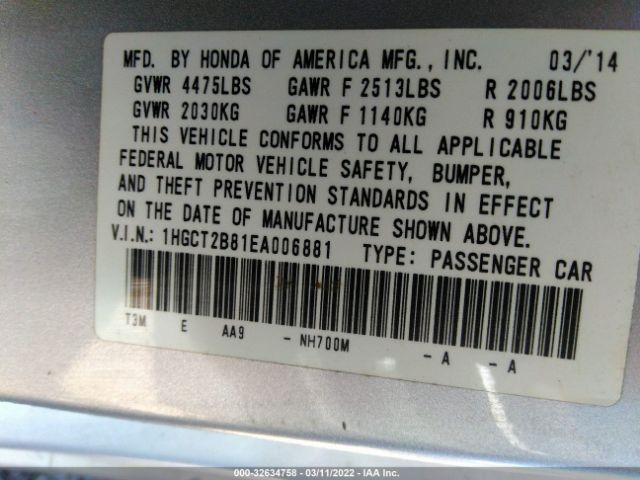 MFD. BY HONDA OF AMERICA MFG., INC. 03/'14
GVWR 4475LBS GAWR F 2513LBS R 2006LBS
GVWR 2030KG GAWR F 1140KG R 910KG
THIS VEHICLE CONFORMS TO ALL APPLICABLE
FEDERAL MOTOR VEHICLE SAFETY, BUMPER,
AND THEFT PREVENTION STANDARDS IN EFFECT
ON THE DATE OF MANUFACTURE SHOWN ABOVE.
V.I.N.: 1HGCT2B81EA006881 TYPE: PASSENGER CAR
T3M E AA9 - NH700M - A - A
000-32634758 - 03/11/2022 - IAA Inc.